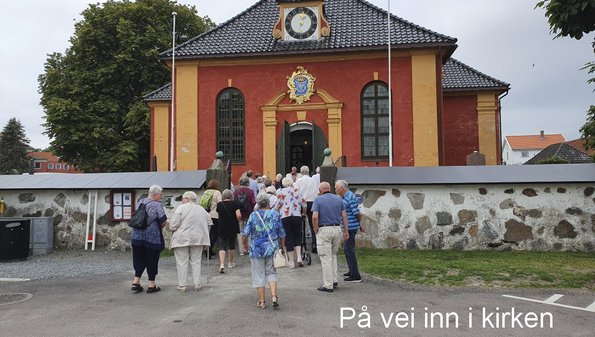 På vei inn i kirken